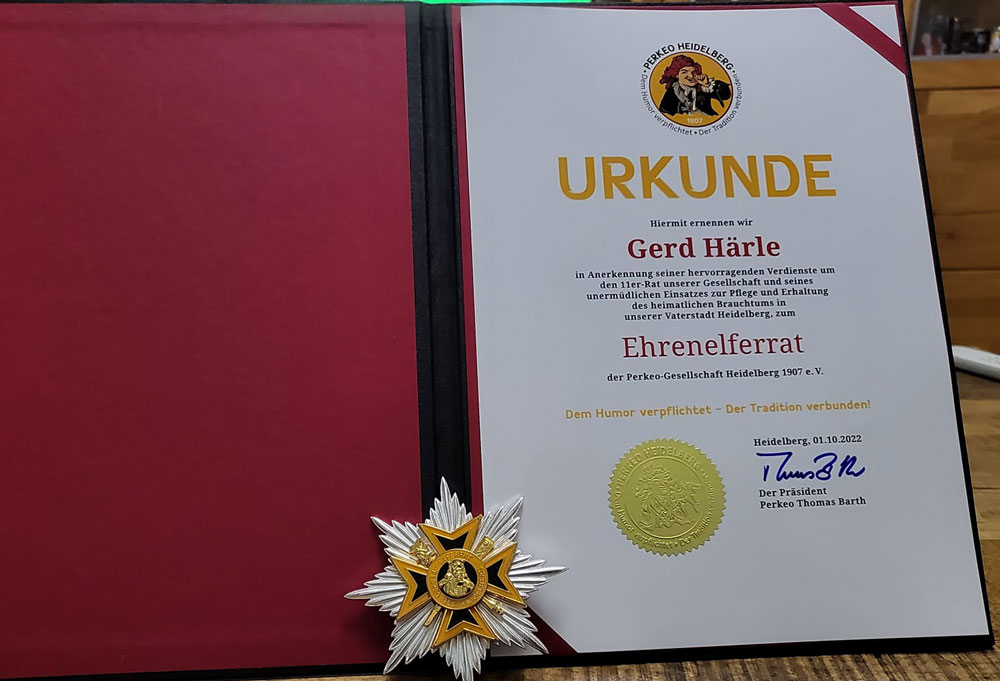 PERKEO HEIDELBERG
Dem Humor verpflichtet • Der Tradition verbunden
1907
URKUNDE
Hiermit ernennen wir
Gerd Härle
in Anerkennung seiner hervorragenden Verdienste um
den 11er-Rat unserer Gesellschaft und seines
unermüdlichen Einsatzes zur Pflege und Erhaltung
des heimatlichen Brauchtums in
unserer Vaterstadt Heidelberg, zum
Ehrenelferrat
der Perkeo-Gesellschaft Heidelberg 1907 e.V.
Dem Humor verpflichtet – Der Tradition verbunden!
Heidelberg, 01.10.2022
Der Präsident
Perkeo Thomas Barth
PERKEO HEIDELBERG